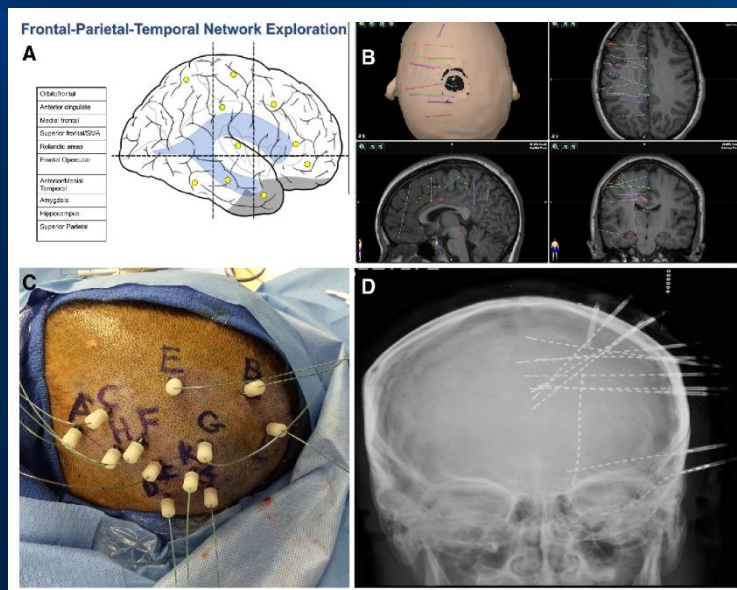 Frontal-Parietal-Temporal Network Exploration
A
Orbitofrontal
Anterior cingulate
Medial frontal
Superior frontal/SMA
Rolandic areas
Frontal Opercular
Anterior/Mesial
Temporal
Amygdala
Hippocampus
Superior Parietal
B
C
E
B
A
C
H
F
G
K
D